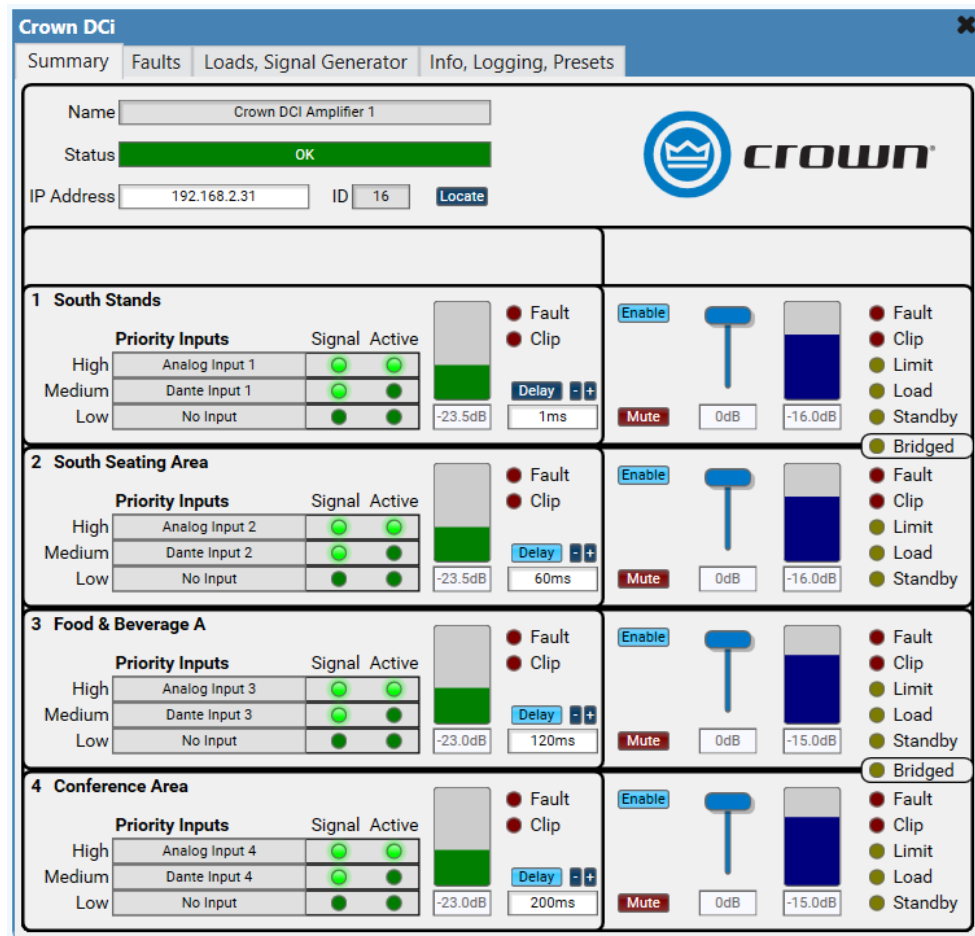 Crown DCi
Summary Faults Loads, Signal Generator Info, Logging, Presets
Name Crown DCI Amplifier 1
Status OK
IP Address 192.168.2.31 ID 16 Locate
crown
1 South Stands
Fault Enable Fault
Priority Inputs Signal Active Clip Clip
High Analog Input 1 Limit
Medium Dante Input 1 Delay - + Load
Low No Input -23.5dB 1ms Mute 0dB -16.0dB Standby
Bridged
2 South Seating Area
Fault Enable Fault
Priority Inputs Signal Active Clip Clip
High Analog Input 2 Limit
Medium Dante Input 2 Delay - + Load
Low No Input -23.5dB 60ms Mute 0dB -16.0dB Standby
3 Food & Beverage A
Fault Enable Fault
Priority Inputs Signal Active Clip Clip
High Analog Input 3 Limit
Medium Dante Input 3 Delay - + Load
Low No Input -23.0dB 120ms Mute 0dB -15.0dB Standby
Bridged
4 Conference Area
Fault Enable Fault
Priority Inputs Signal Active Clip Clip
High Analog Input 4 Limit
Medium Dante Input 4 Delay - + Load
Low No Input -23.0dB 200ms Mute 0dB -15.0dB Standby